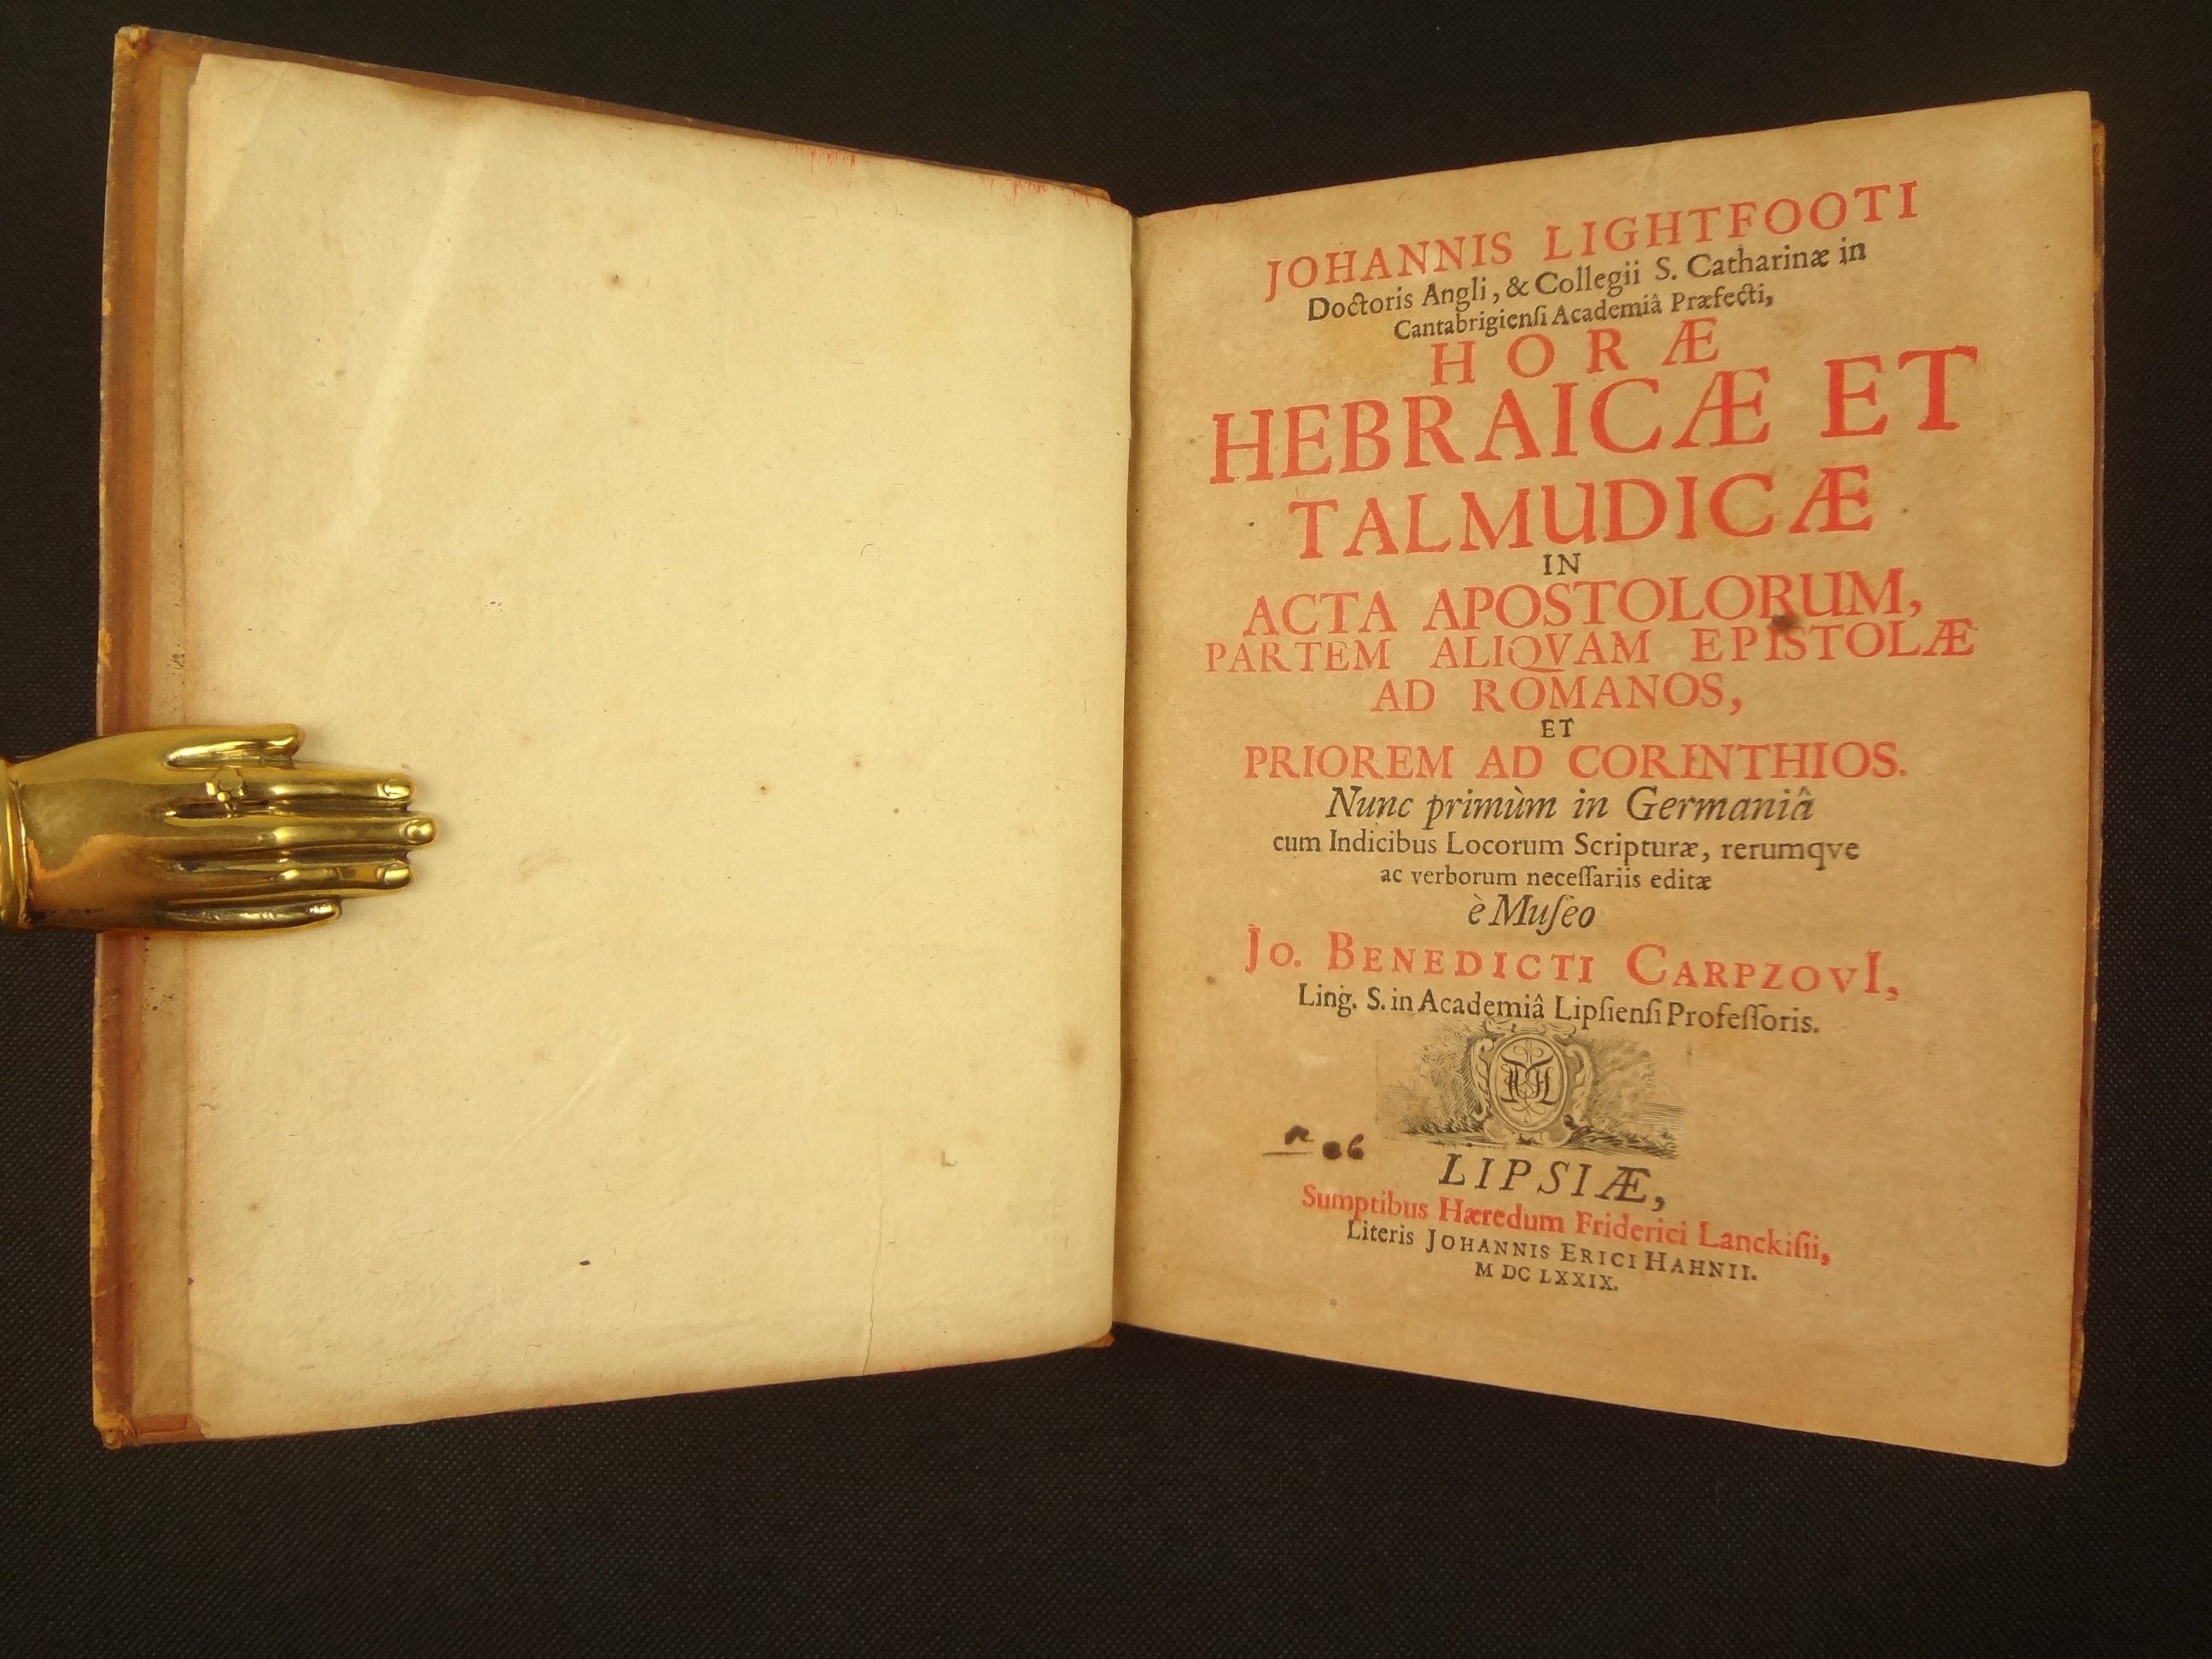 JOHANNIS LIGHTFOOTI
Doctoris Angli, & Collegii S. Catharinæ in
Cantabrigienſi Academiâ Præfecti,
HORÆ
HEBRAICÆ ET
TALMUDICÆ
IN
ACTA APOSTOLORUM,
PARTEM ALIQVAM EPISTOLÆ
AD ROMANOS,
ET
PRIOREM AD CORINTHIOS.
Nunc primùm in Germaniâ
cum Indicibus Locorum Scripturæ, rerumqve
ac verborum neceſſariis editæ
è Muſeo
JO. BENEDICTI CARPZOVI,
Ling. S. in Academiâ Lipſienſi Profeſſoris.
LIPSIÆ,
Sumptibus Hæredum Friderici Lanckiſii,
Literis JOHANNIS ERICI HAHNII.
M DC LXXIX.